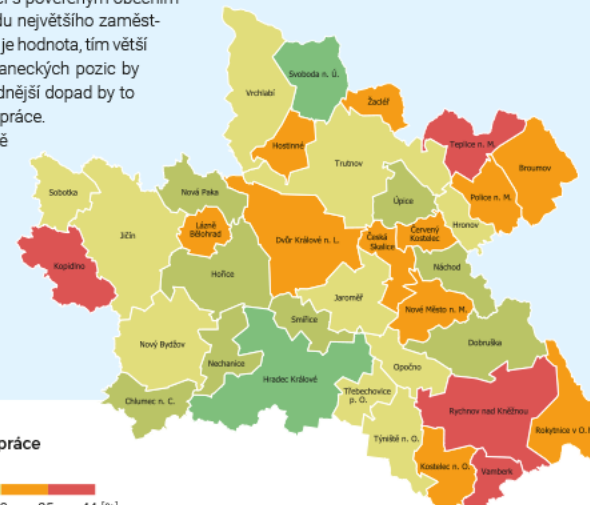 s pověřeným obecním
du největšího zaměst-
je hodnota, tím větší
aneckých pozic by
dnější dopad by to
práce.
ě
Vrchlabí
Svoboda n. Ú.
Žacléř
Hostinné
Trutnov
Teplice n. M.
Broumov
Police n. M.
Sobotka
Nová Paka
Úpice
Hronov
Jičín
Lázně
Bělohrad
Dvůr Králové n. L.
Česká
Skalice
Červený
Kostelec
Kopidlno
Hořice
Náchod
Jaroměř
Nové Město n. M.
Smiřice
Nový Bydžov
Dobruška
Nechanice
Opočno
Hradec Králové
Chlumec n. C.
Třebechovice
p. O.
Rychnov nad Kněžnou
Rokytnice v O. h
Týniště n. O.
Kostelec n. O.
Vamberk
práce
[%]